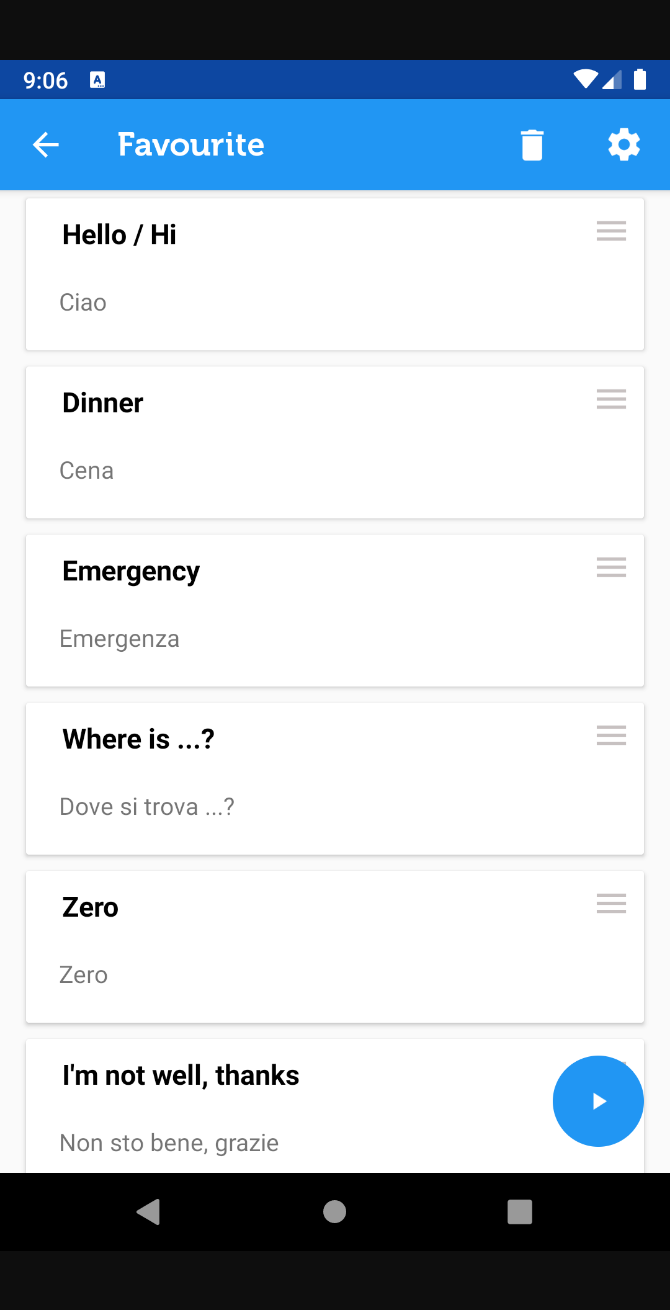 9:06
Favourite
Hello / Hi
Ciao
Dinner
Cena
Emergency
Emergenza
Where is ...?
Dove si trova ...?
Zero
Zero
I'm not well, thanks
Non sto bene, grazie